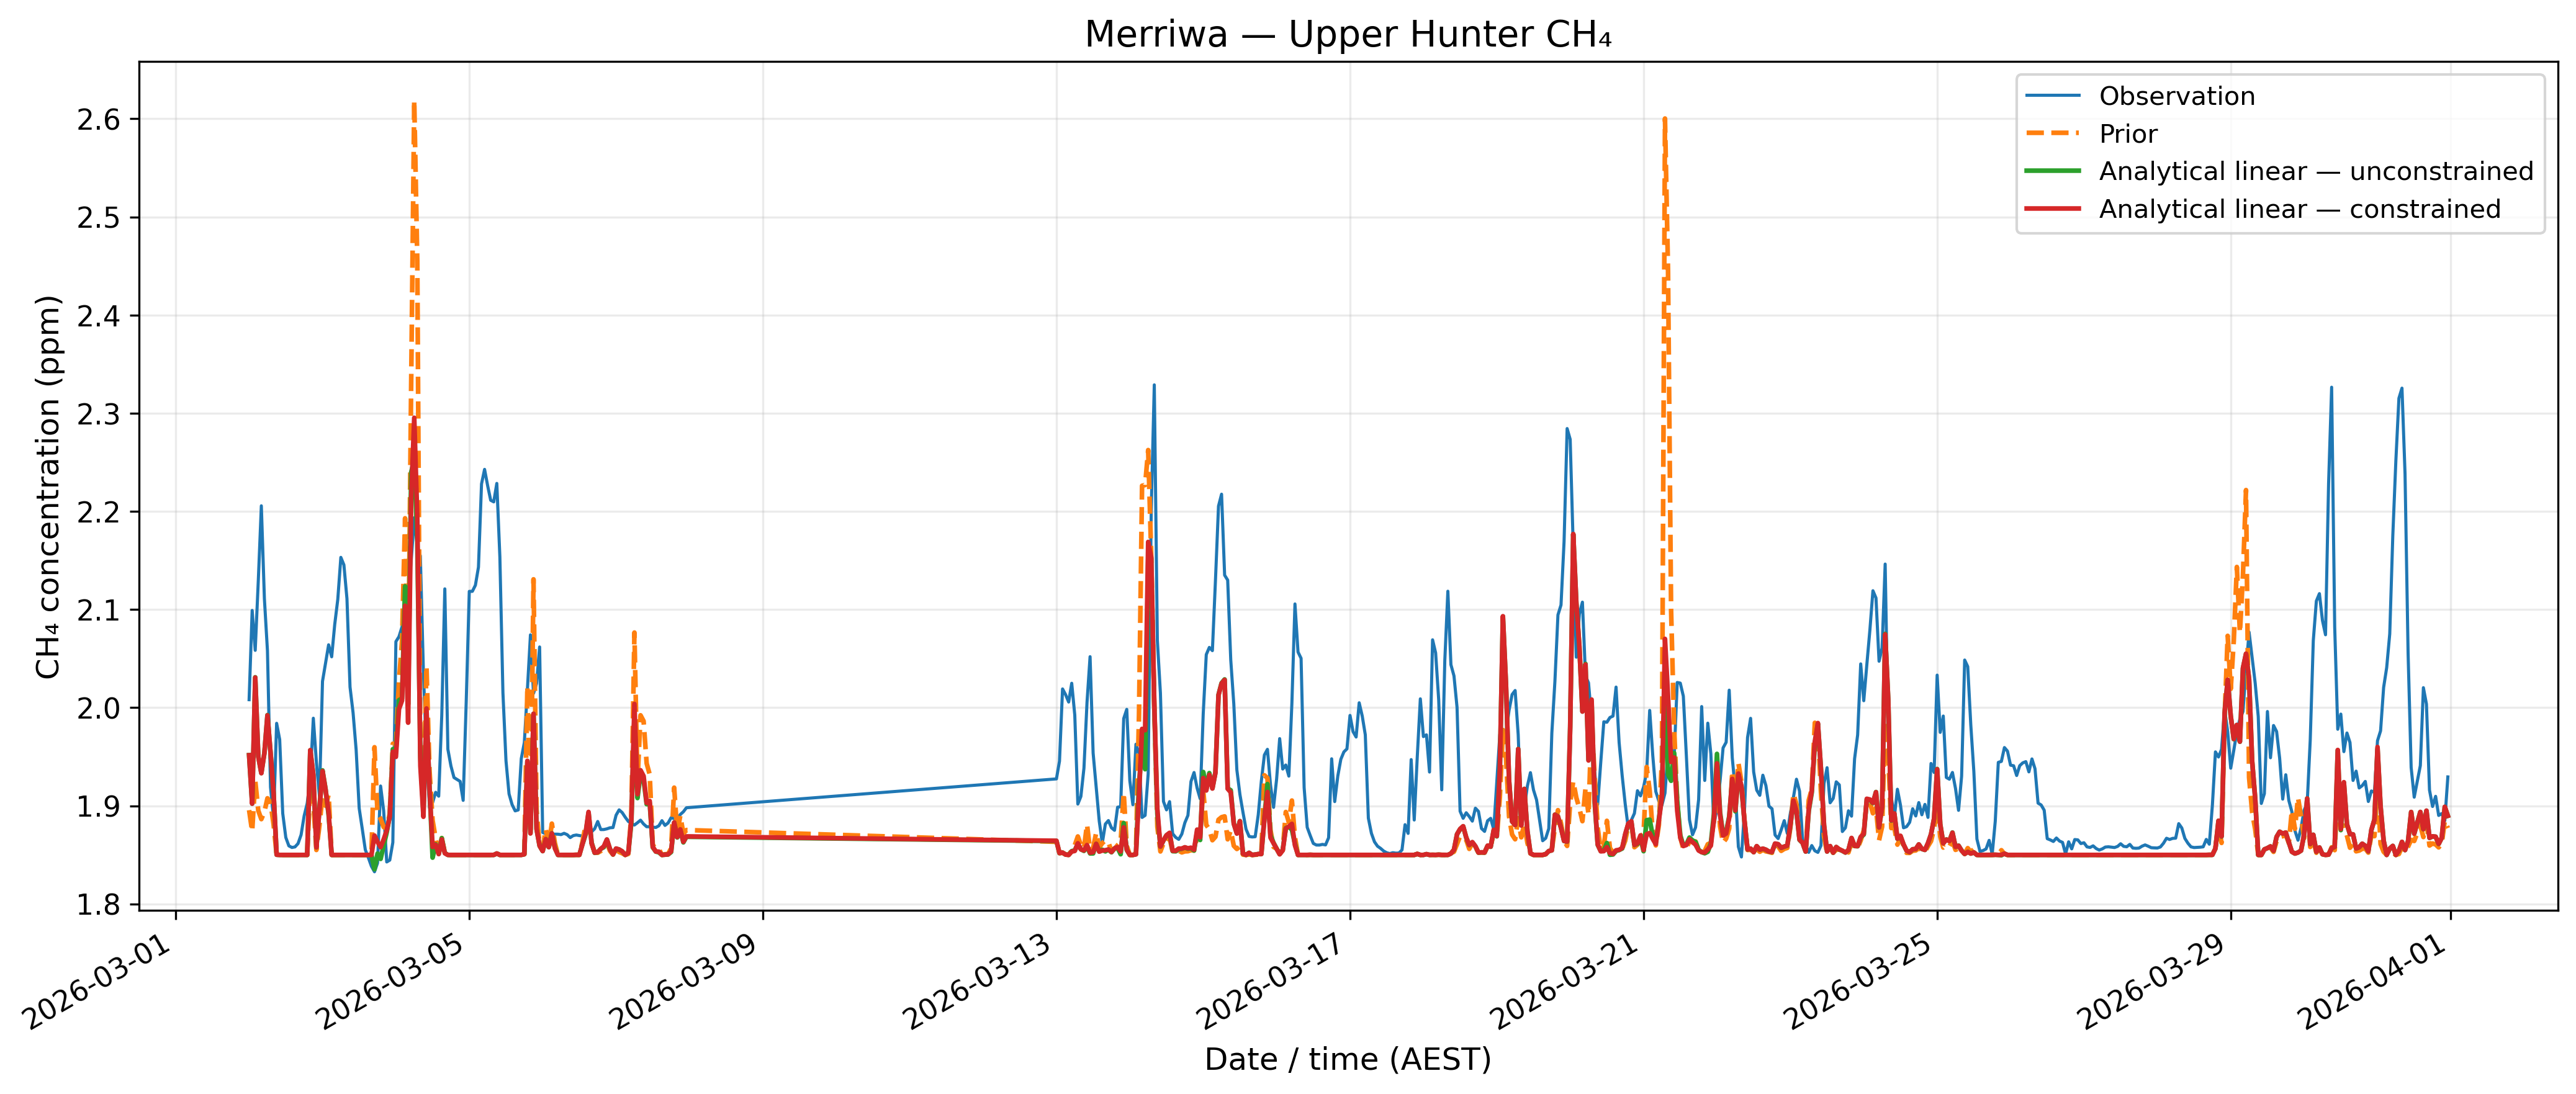 Merriwa — Upper Hunter CH₄
Observation
Prior
Analytical linear — unconstrained
Analytical linear — constrained
CH₄ concentration (ppm)
2.6
2.5
2.4
2.3
2.2
2.1
2.0
1.9
1.8
2026-03-01
2026-03-05
2026-03-09
2026-03-13
2026-03-17
2026-03-21
2026-03-25
2026-03-29
2026-04-01
Date / time (AEST)